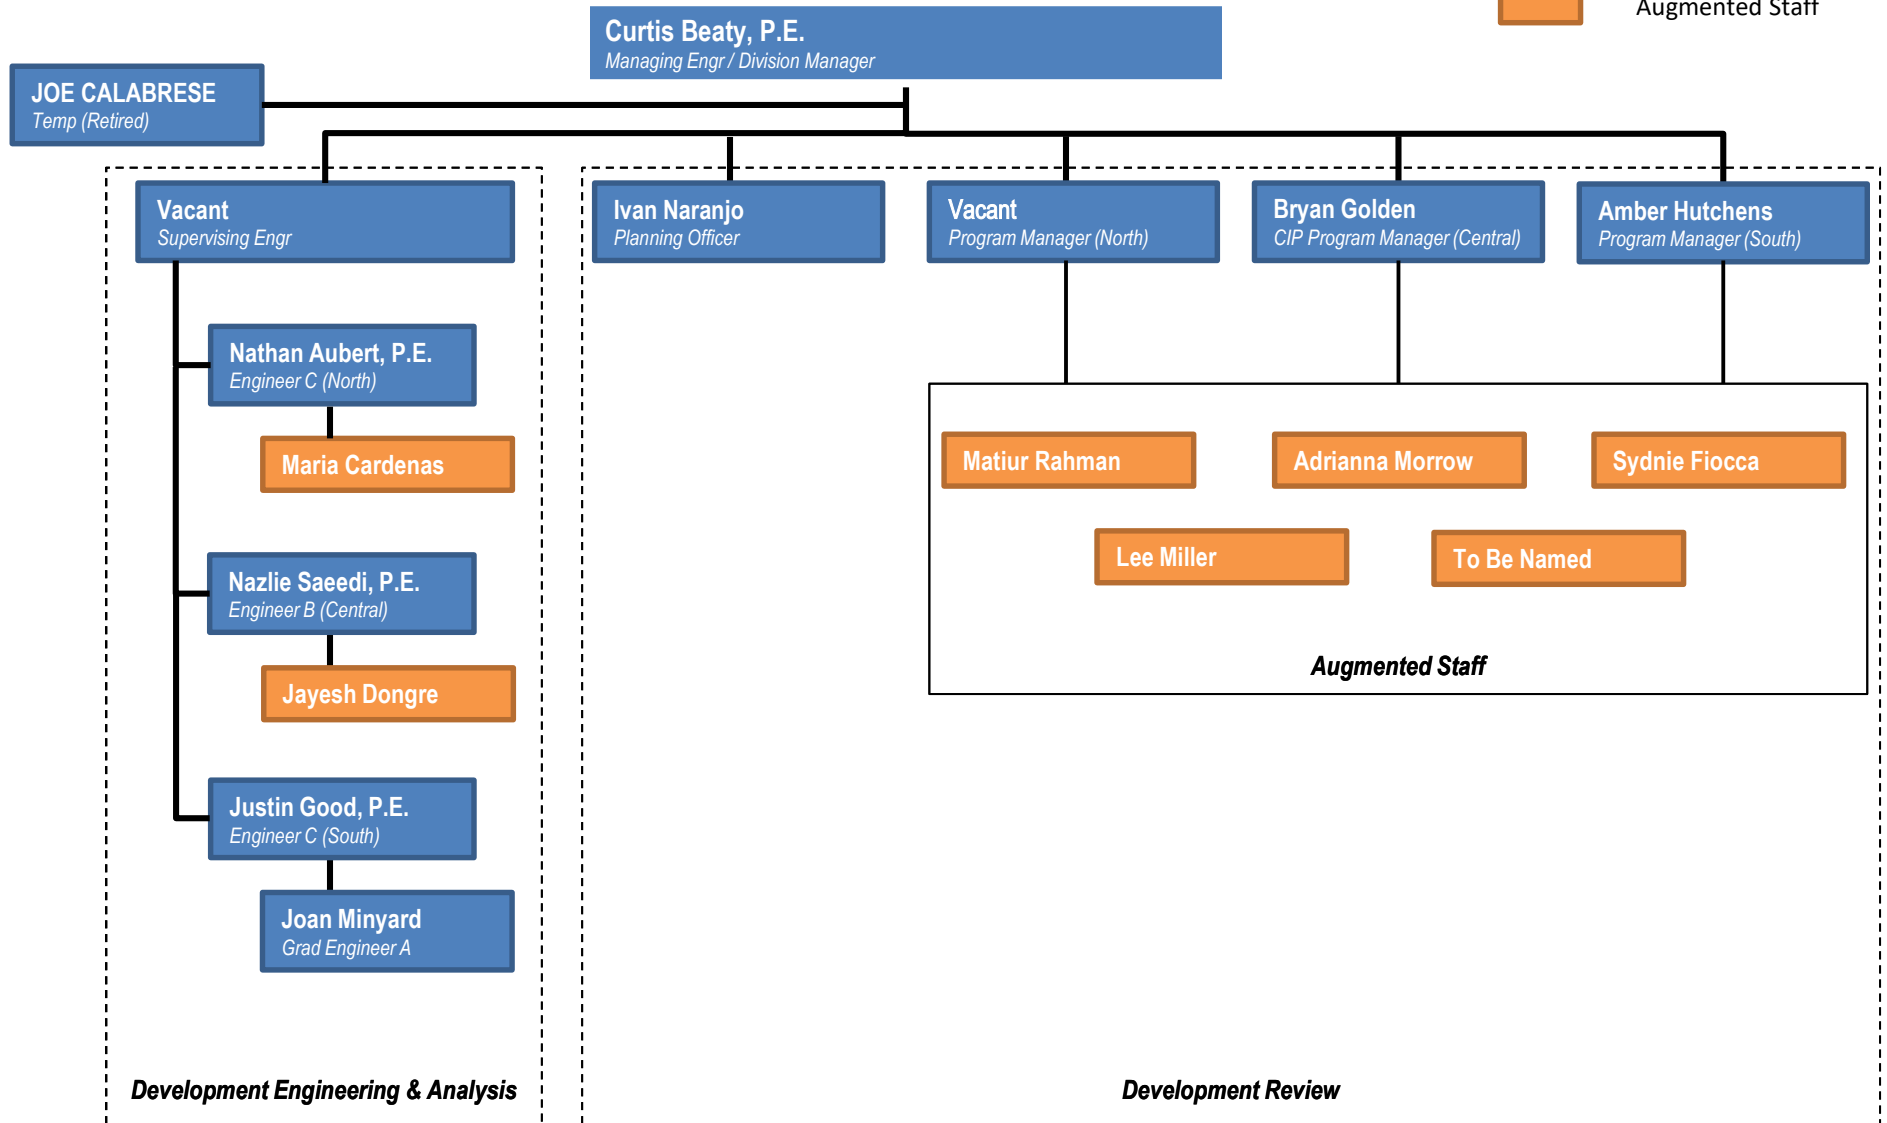 Augmented Staff
Curtis Beaty, P.E.
Managing Engr / Division Manager
JOE CALABRESE
Temp (Retired)
Vacant
Supervising Engr
Ivan Naranjo
Planning Officer
Vacant
Program Manager (North)
Bryan Golden
CIP Program Manager (Central)
Amber Hutchens
Program Manager (South)
Nathan Aubert, P.E.
Engineer C (North)
Maria Cardenas
Nazlie Saeedi, P.E.
Engineer B (Central)
Jayesh Dongre
Justin Good, P.E.
Engineer C (South)
Joan Minyard
Grad Engineer A
Development Engineering & Analysis
Matiur Rahman
Adrianna Morrow
Sydnie Fiocca
Lee Miller
To Be Named
Augmented Staff
Development Review